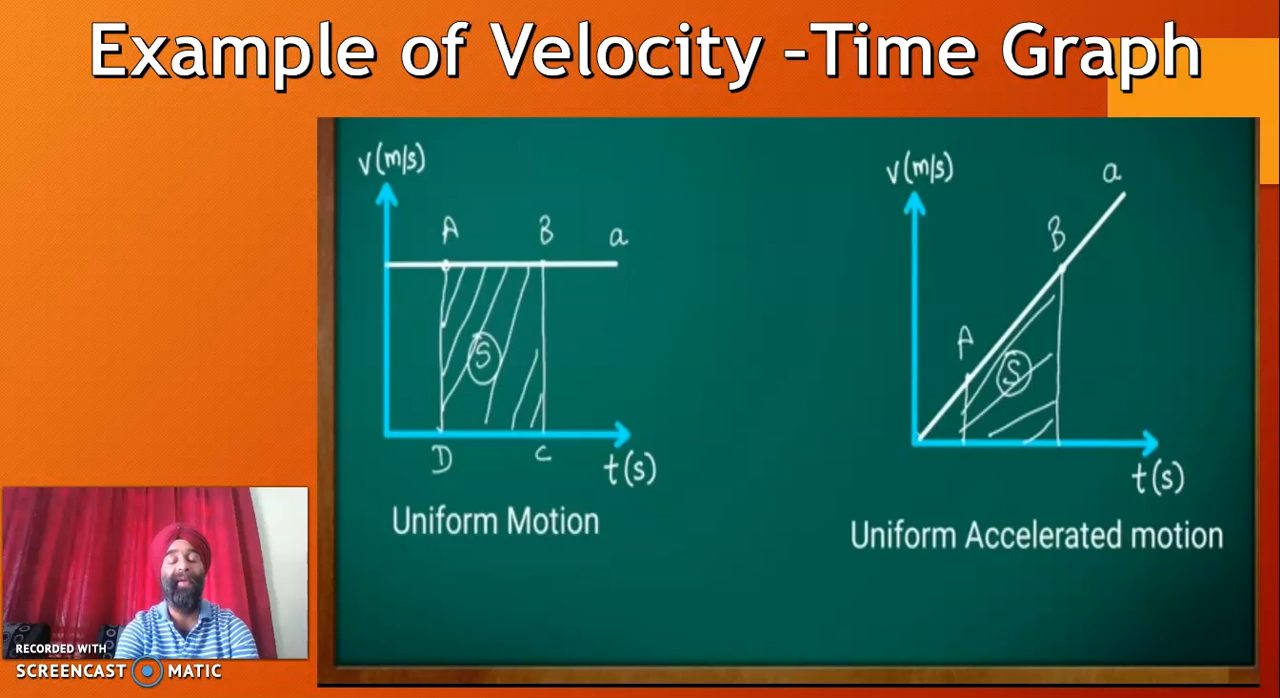 Example of Velocity -Time Graph
v(m/s)
A
B
a
S
D
C
t(s)
Uniform Motion
v(m/s)
a
B
A
S
t(s)
Uniform Accelerated motion
RECORDED WITH
SCREENCAST MATIC